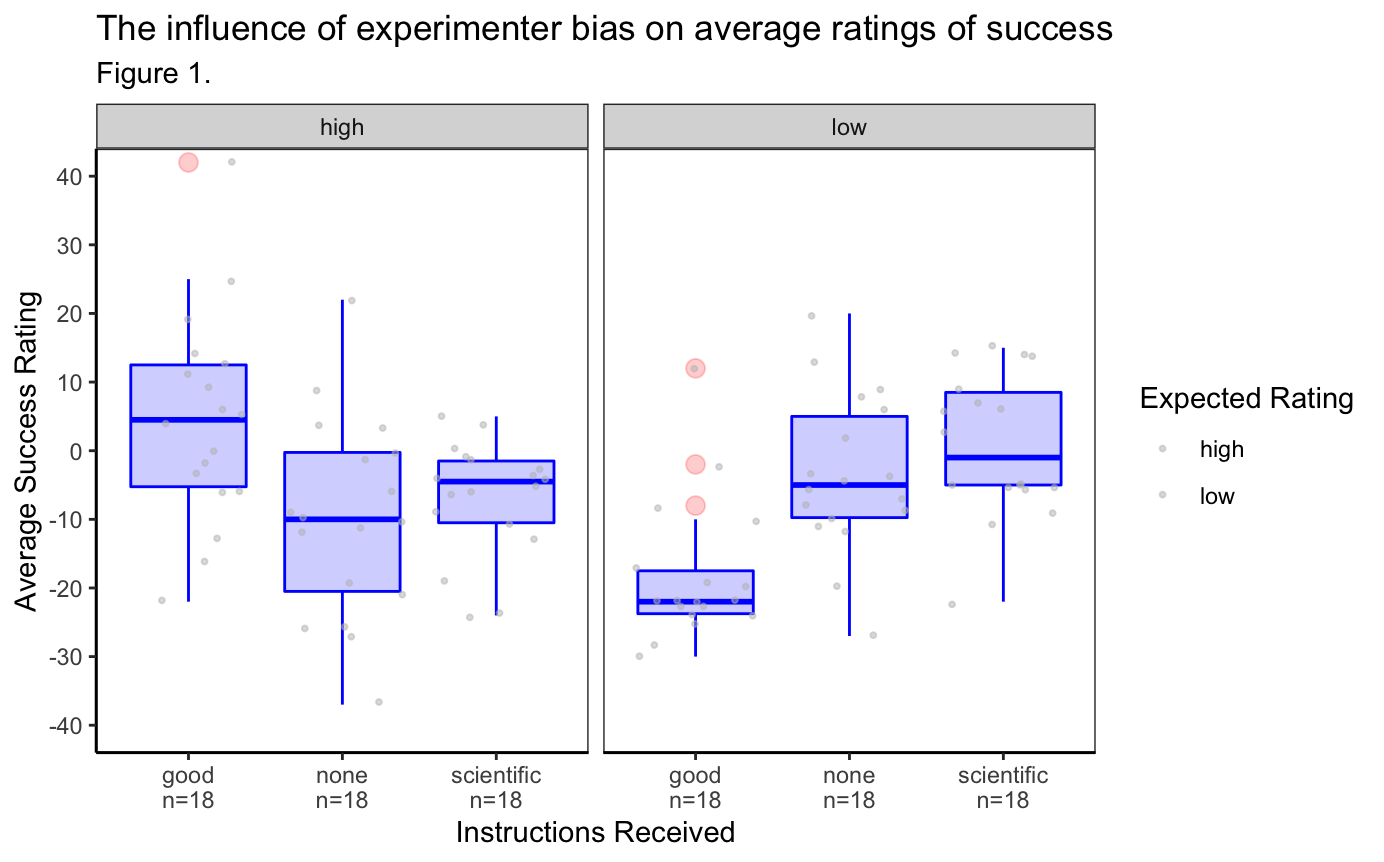 The influence of experimenter bias on average ratings of success
Figure 1.
high
low
Average Success Rating
40
30
20
10
0
-10
-20
-30
-40
good
n=18
none
n=18
scientific
n=18
good
n=18
none
n=18
scientific
n=18
Instructions Received
Expected Rating
high
low